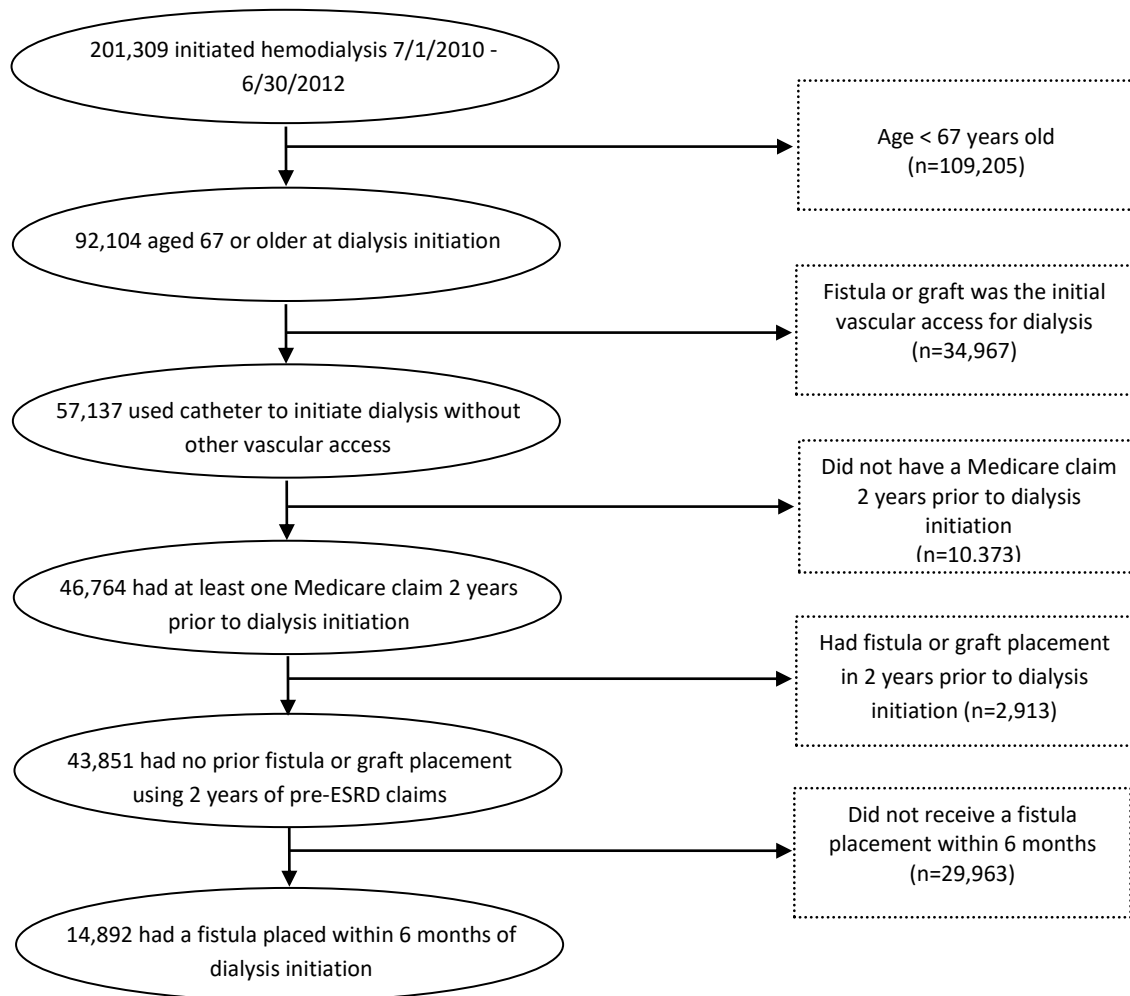 201,309 initiated hemodialysis 7/1/2010 -
6/30/2012
Age < 67 years old
(n=109,205)
92,104 aged 67 or older at dialysis initiation
Fistula or graft was the initial
vascular access for dialysis
(n=34,967)
57,137 used catheter to initiate dialysis without
other vascular access
Did not have a Medicare claim
2 years prior to dialysis
initiation
(n=10.373)
46,764 had at least one Medicare claim 2 years
prior to dialysis initiation
Had fistula or graft placement
in 2 years prior to dialysis
initiation (n=2,913)
43,851 had no prior fistula or graft placement
using 2 years of pre-ESRD claims
Did not receive a fistula
placement within 6 months
(n=29,963)
14,892 had a fistula placed within 6 months of
dialysis initiation